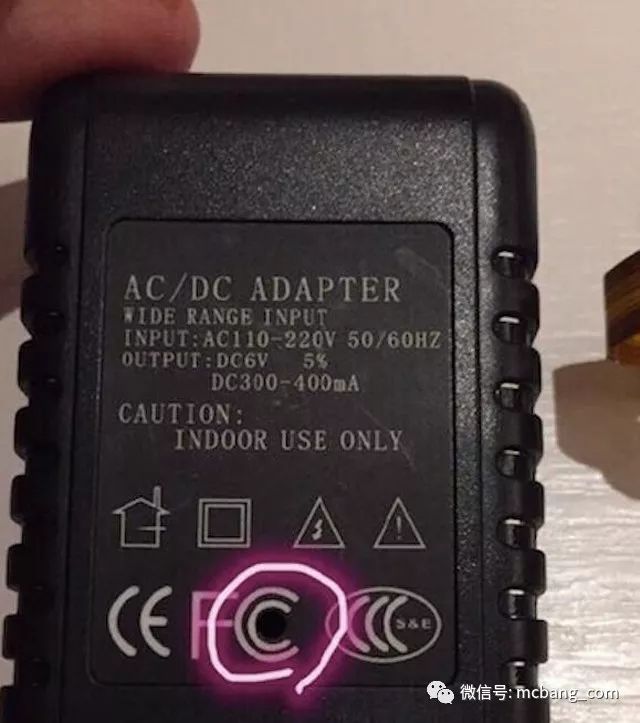 AC/DC ADAPTER
WIDE RANGE INPUT
INPUT:AC110-220V 50/60HZ
OUTPUT:DC6V 5%
DC300-400mA
CAUTION:
INDOOR USE ONLY
CE FC CCC S&E
微信号: mcbang_com